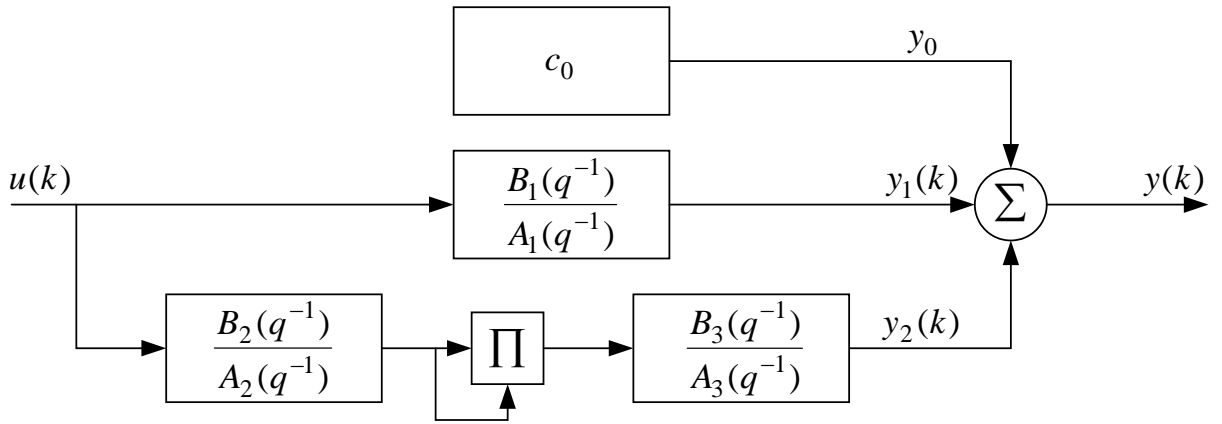 c₀
y₀
u(k)
B₁(q⁻¹)
A₁(q⁻¹)
y₁(k)
Σ
y(k)
B₂(q⁻¹)
A₂(q⁻¹)
∏
B₃(q⁻¹)
A₃(q⁻¹)
y₂(k)